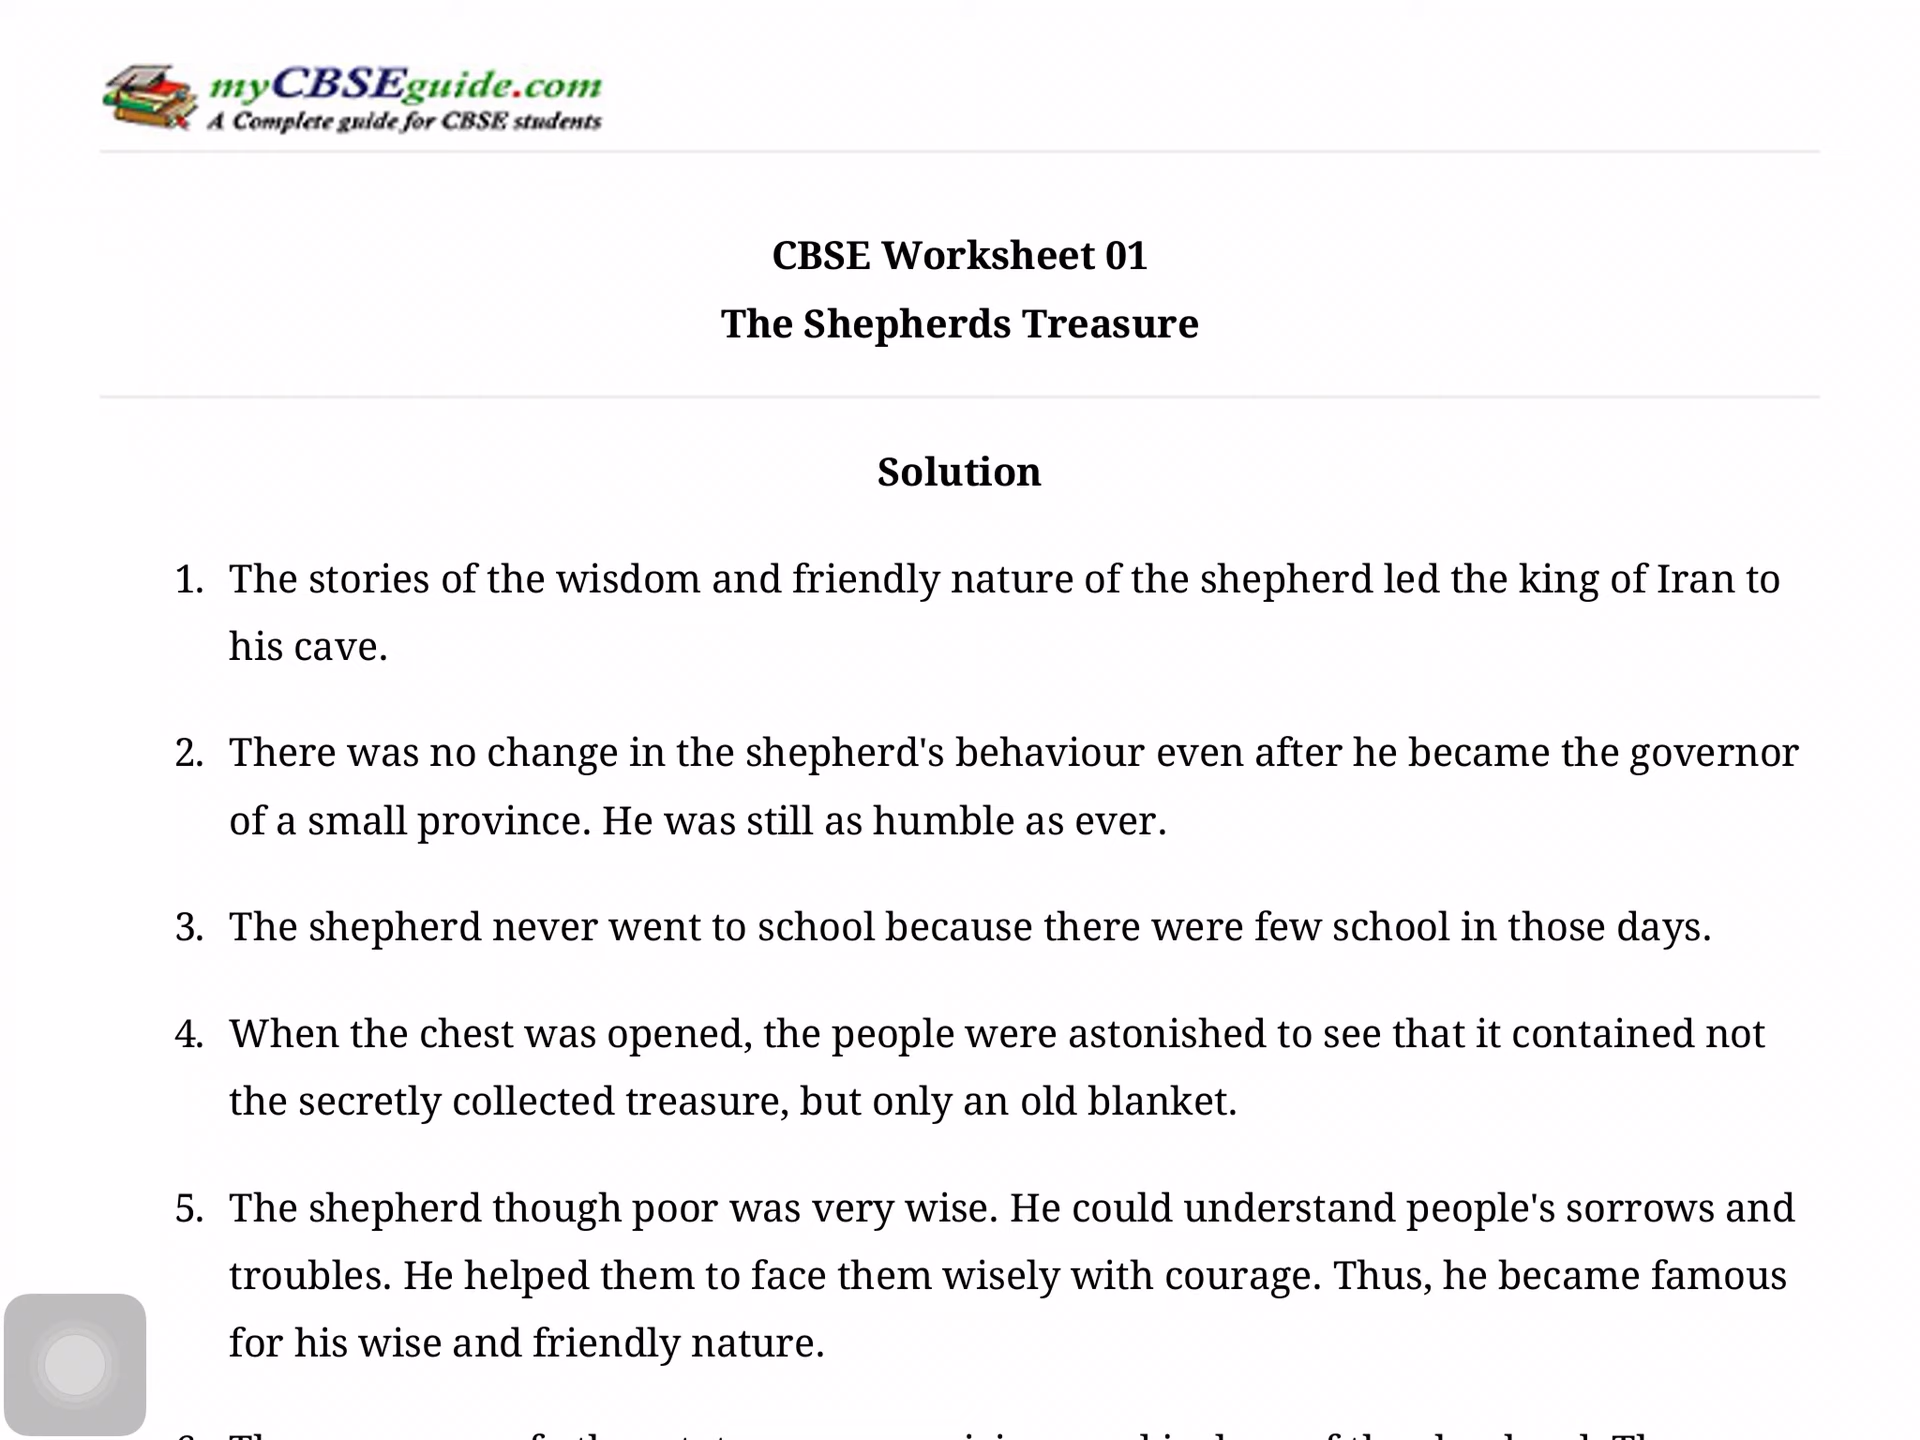 myCBSEguide.com
A Complete guide for CBSE students
CBSE Worksheet 01
The Shepherds Treasure
Solution
1. The stories of the wisdom and friendly nature of the shepherd led the king of Iran to
his cave.
2. There was no change in the shepherd's behaviour even after he became the governor
of a small province. He was still as humble as ever.
3. The shepherd never went to school because there were few school in those days.
4. When the chest was opened, the people were astonished to see that it contained not
the secretly collected treasure, but only an old blanket.
5. The shepherd though poor was very wise. He could understand people's sorrows and
troubles. He helped them to face them wisely with courage. Thus, he became famous
for his wise and friendly nature.